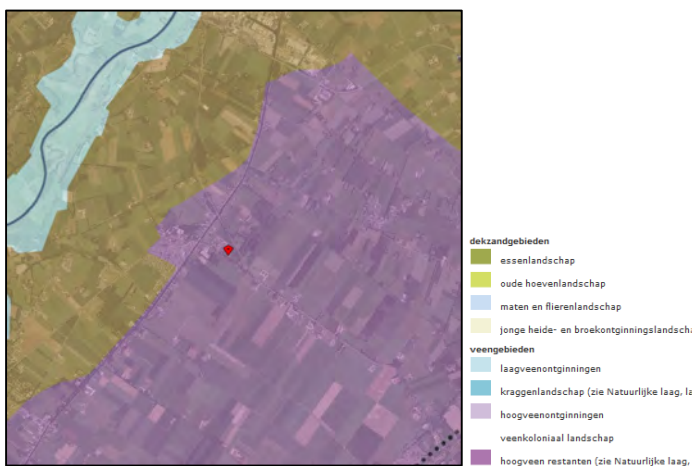 dekzandgebieden
essenlandschap
oude hoevenlandschap
maten en flierenlandschap
jonge heide- en broekontginningslandscha
veengebieden
laagveenontginningen
kraggenlandschap (zie Natuurlijke laag, la
hoogveenontginningen
veenkoloniaal landschap
hoogveen restanten (zie Natuurlijke laag,